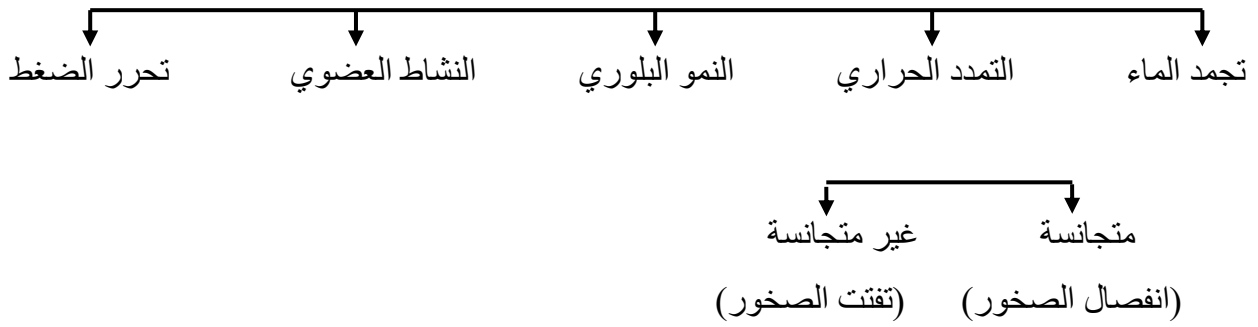 تجمد الماء التمدد الحراري النمو البلوري النشاط العضوي تحرر الضغط
متجانسة غير متجانسة
(انفصال الصخور) (تفتت الصخور)